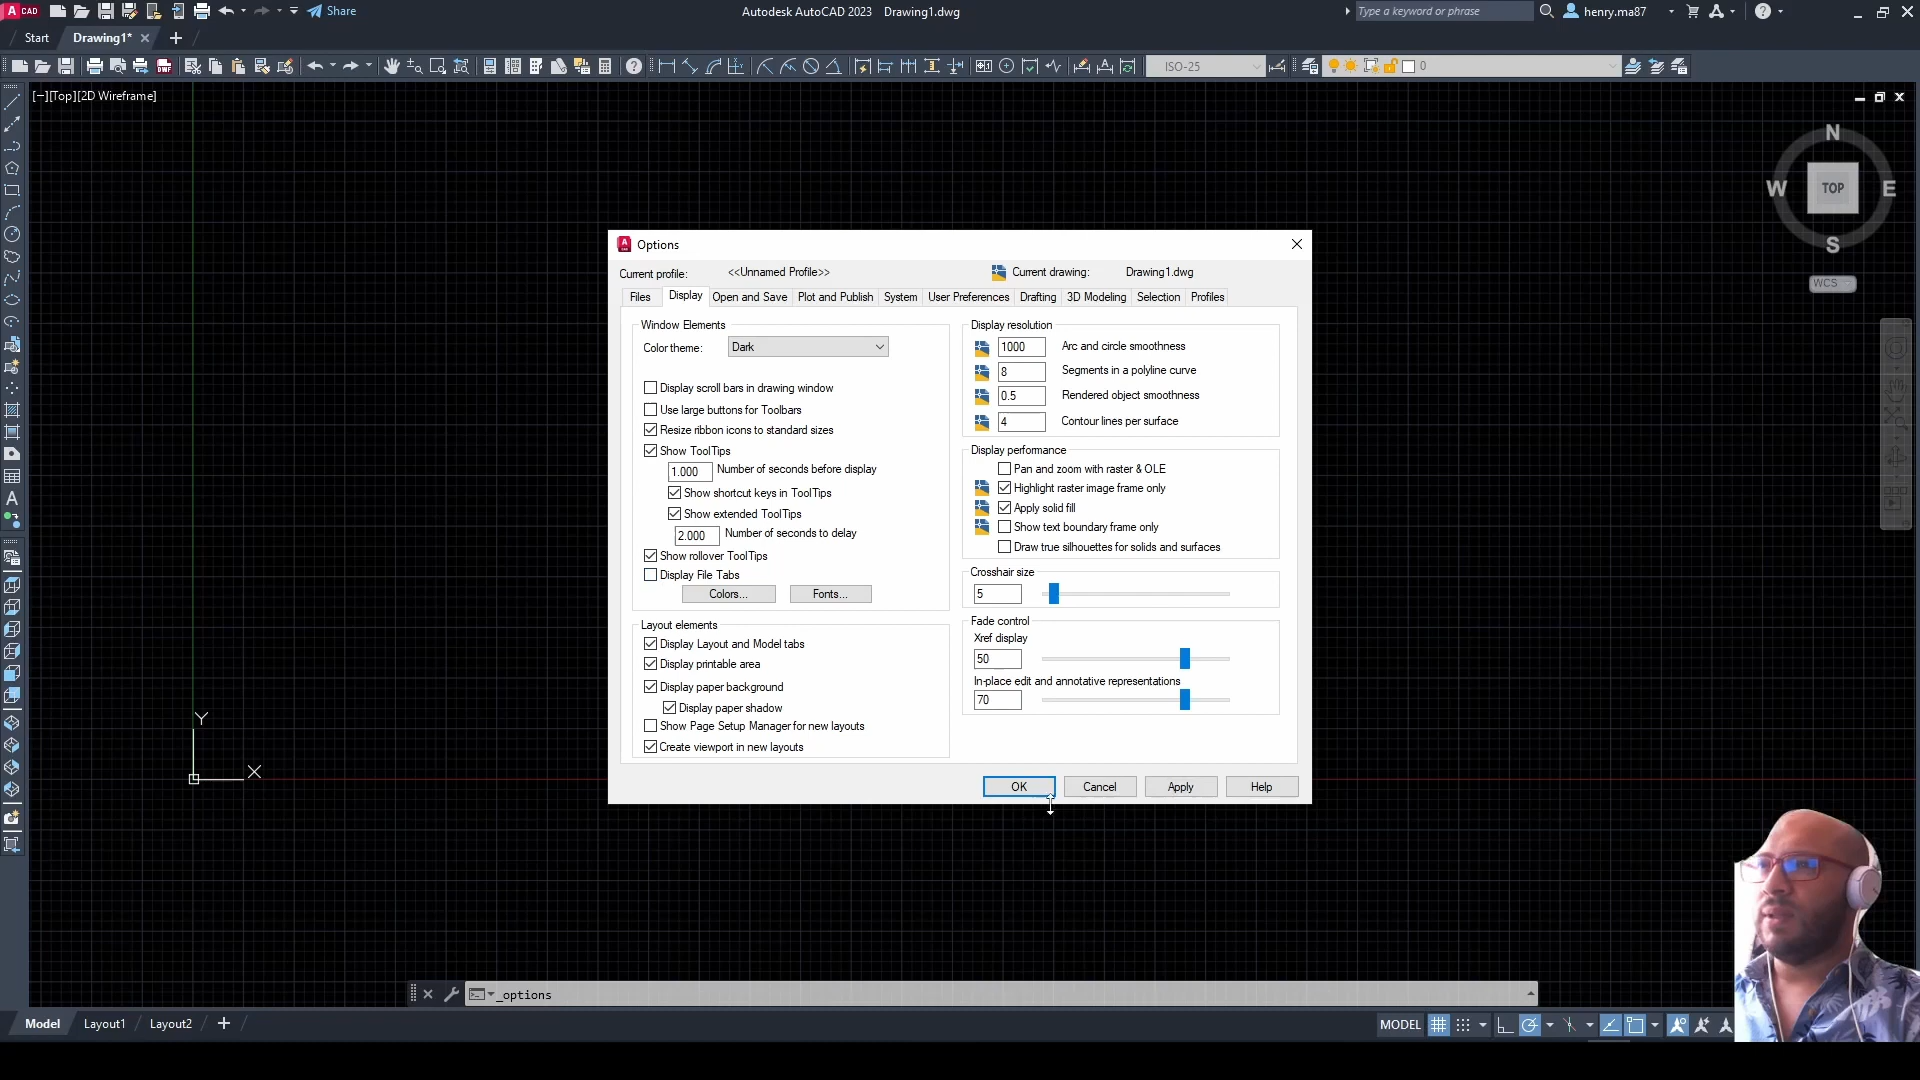 CAD
Share
Autodesk AutoCAD 2023 Drawing1.dwg
Type a keyword or phrase
henry.ma87
Start
Drawing1*
ISO-25
0
[−][Top][2D Wireframe]
N
W
TOP
E
S
WCS
Options
Current profile:
<<Unnamed Profile>>
Current drawing:
Drawing1.dwg
Files
Display
Open and Save
Plot and Publish
System
User Preferences
Drafting
3D Modeling
Selection
Profiles
Window Elements
Color theme:
Dark
Display scroll bars in drawing window
Use large buttons for Toolbars
Resize ribbon icons to standard sizes
Show ToolTips
1.000 Number of seconds before display
Show shortcut keys in ToolTips
Show extended ToolTips
2.000 Number of seconds to delay
Show rollover ToolTips
Display File Tabs
Colors...
Fonts...
Layout elements
Display Layout and Model tabs
Display printable area
Display paper background
Display paper shadow
Show Page Setup Manager for new layouts
Create viewport in new layouts
Display resolution
1000 Arc and circle smoothness
8 Segments in a polyline curve
0.5 Rendered object smoothness
4 Contour lines per surface
Display performance
Pan and zoom with raster & OLE
Highlight raster image frame only
Apply solid fill
Show text boundary frame only
Draw true silhouettes for solids and surfaces
Crosshair size
5
Fade control
Xref display
50
In-place edit and annotative representations
70
OK
Cancel
Apply
Help
Y
X
_options
Model
Layout1
Layout2
MODEL